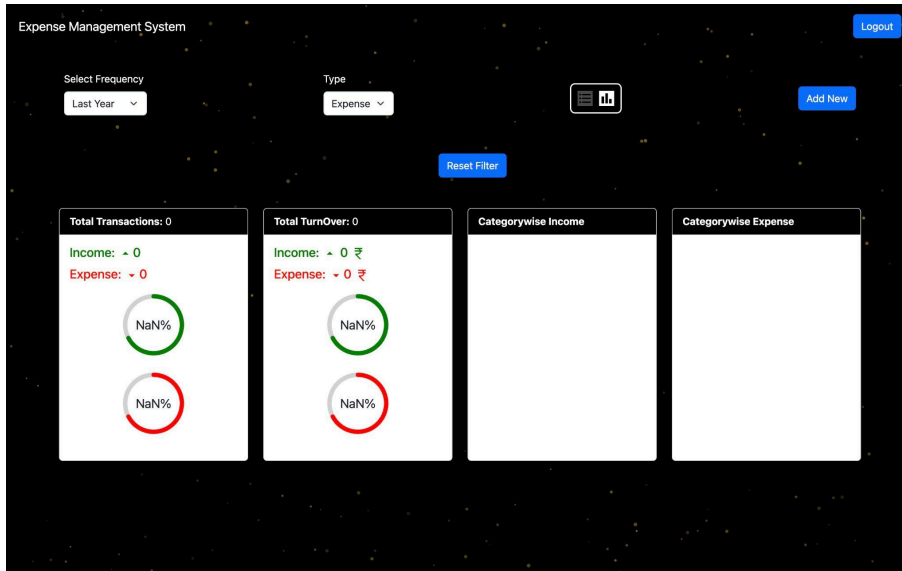 Expense Management System
Logout
Select Frequency
Type
Last Year
Expense
Add New
Reset Filter
Total Transactions: 0
Income: 0
Expense: 0
NaN%
NaN%
Total TurnOver: 0
Income: 0 ₹
Expense: 0 ₹
NaN%
NaN%
Categorywise Income
Categorywise Expense